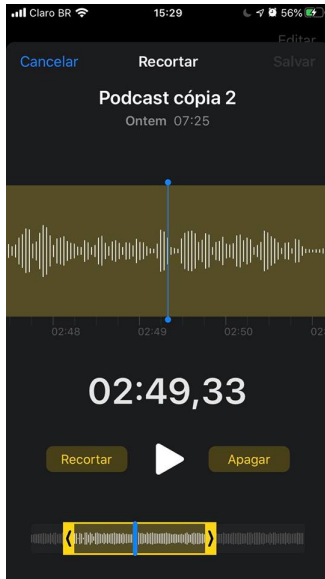 Claro BR 15:29 56%
Editar
Cancelar Recortar Salvar
Podcast cópia 2
Ontem 07:25
02:48 02:49 02:50 02:
02:49,33
Recortar Apagar